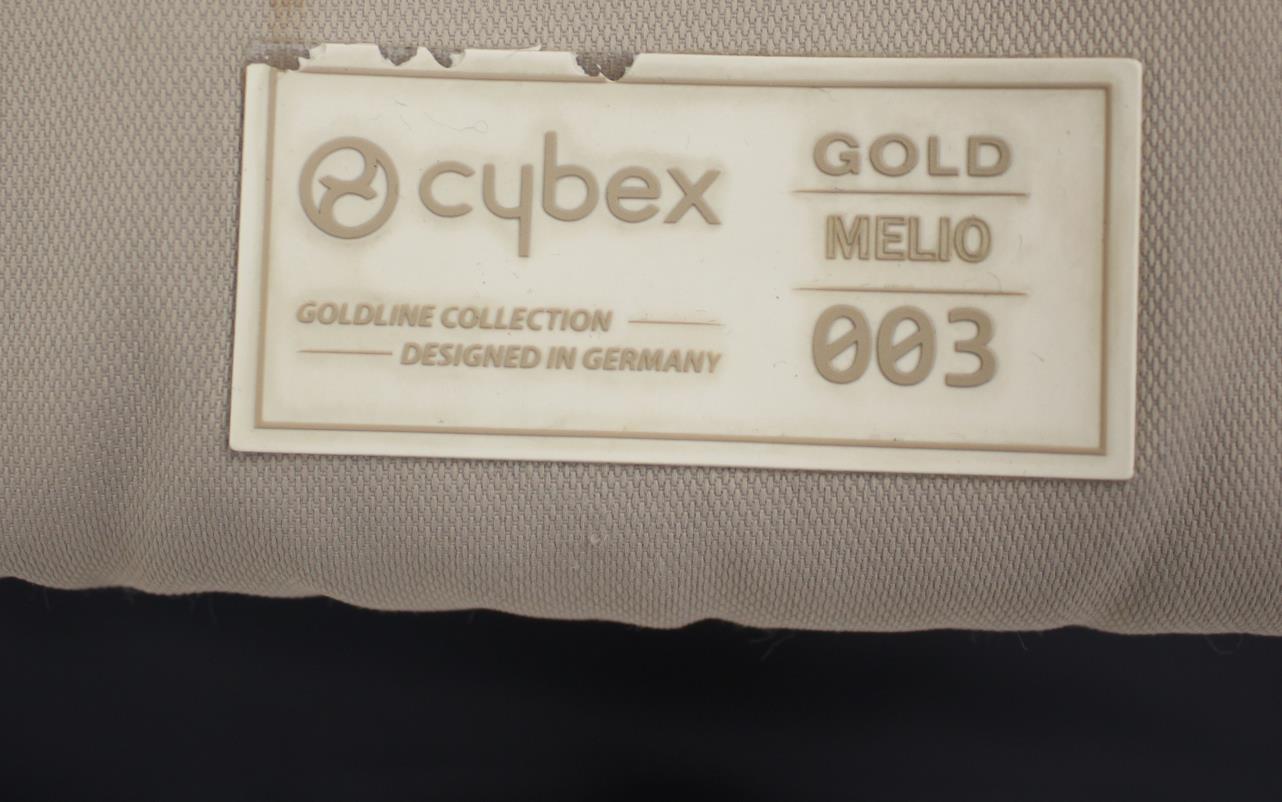 cybex
GOLDLINE COLLECTION
DESIGNED IN GERMANY
GOLD
MELIO
003